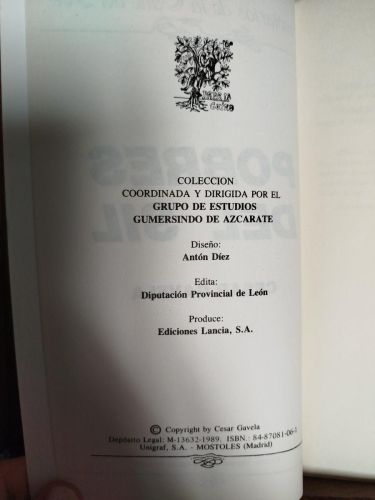 COLECCION
COORDINADA Y DIRIGIDA POR EL
GRUPO DE ESTUDIOS
GUMERSINDO DE AZCARATE
Diseño:
Antón Díez
Edita:
Diputación Provincial de León
Produce:
Ediciones Lancia, S.A.
© Copyright by Cesar Gavela
Depósito Legal: M-13632-1989. ISBN.: 84-87081-06-1
Unigraf, S.A. - MOSTOLES (Madrid)